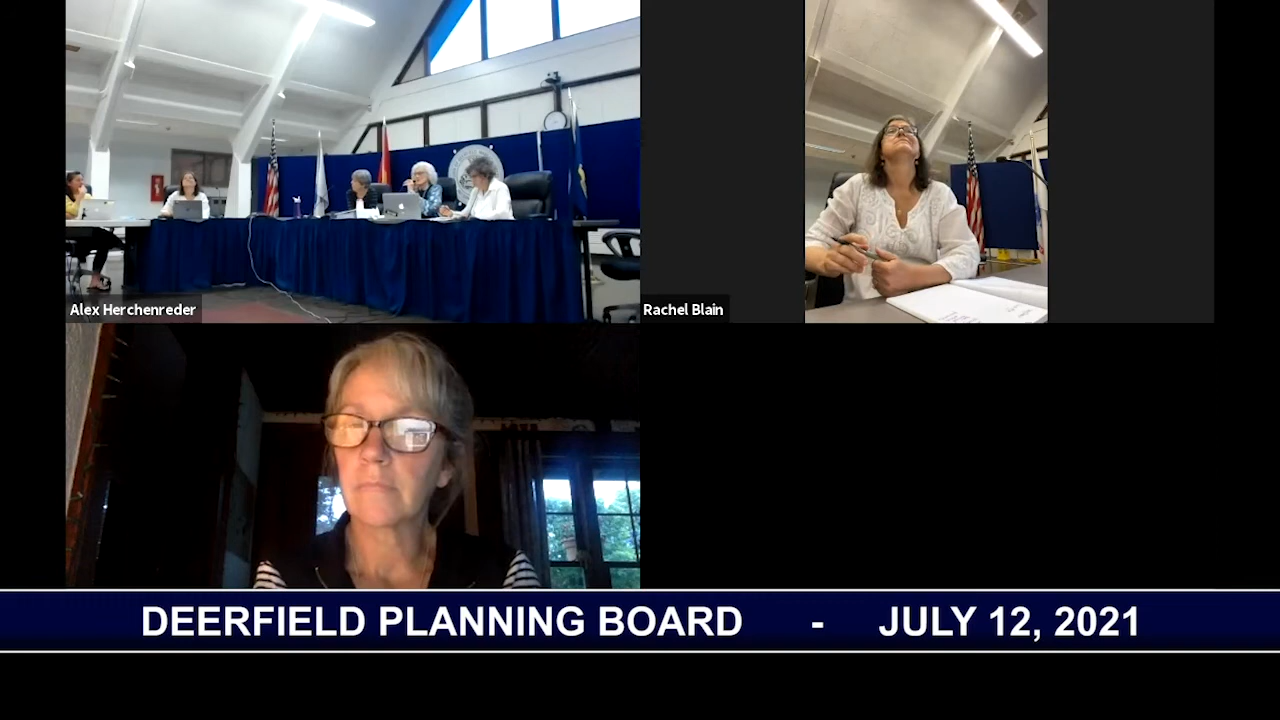 Alex Herchenreder
Rachel Blain
DEERFIELD PLANNING BOARD - JULY 12, 2021